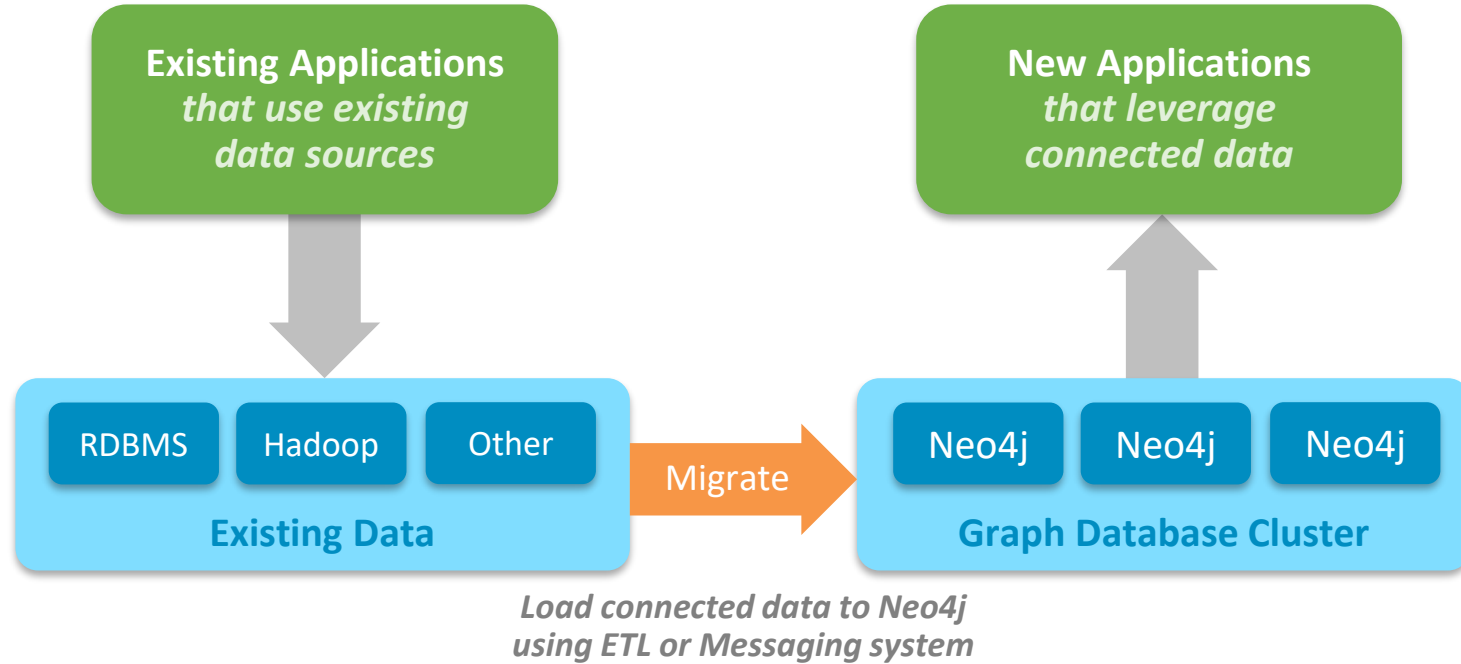 Existing Applications
that use existing
data sources
New Applications
that leverage
connected data
RDBMS
Hadoop
Other
Existing Data
Migrate
Neo4j
Neo4j
Neo4j
Graph Database Cluster
Load connected data to Neo4j
using ETL or Messaging system